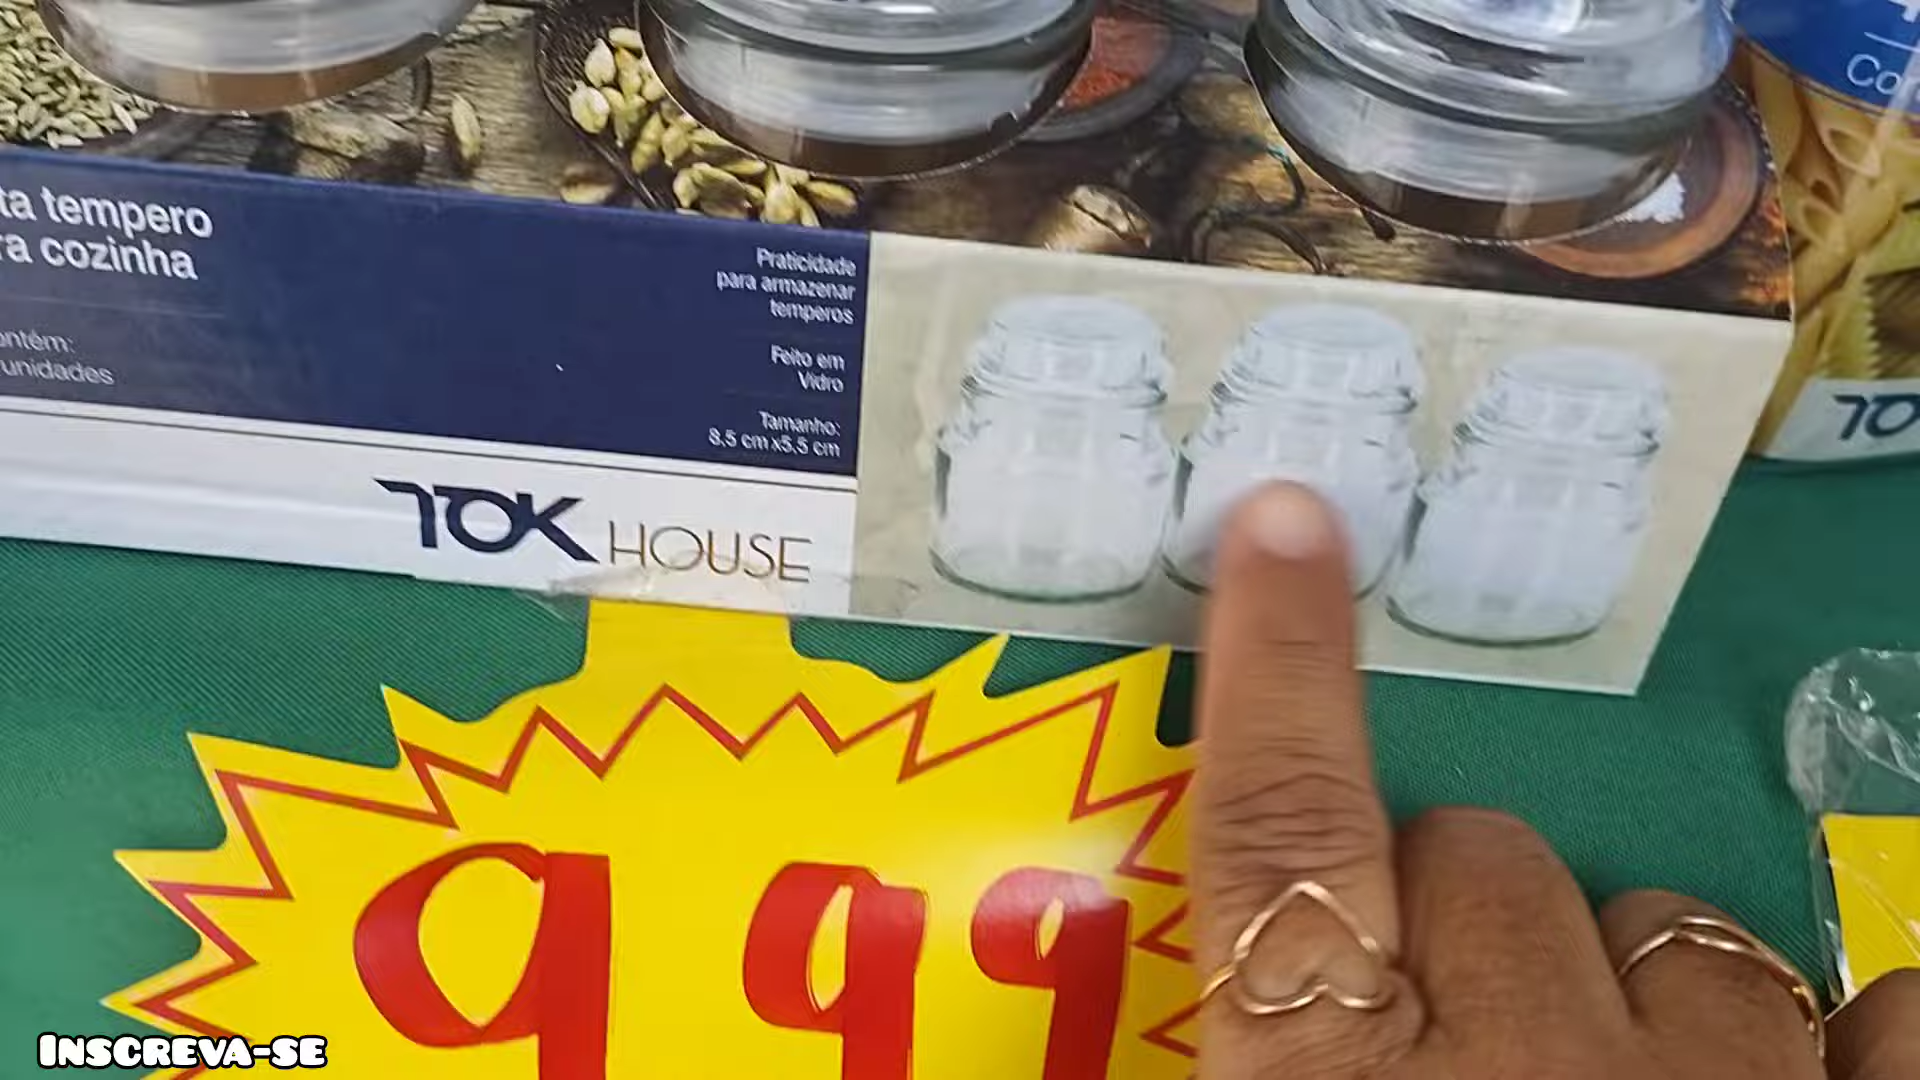 ta tempero
ra cozinha
ontém:
unidades
Praticidade
para armazenar
temperos
Feito em
Vidro
Tamanho:
8,5 cm x5,5 cm
TOK HOUSE
9 99
TO
INSCREVA-SE